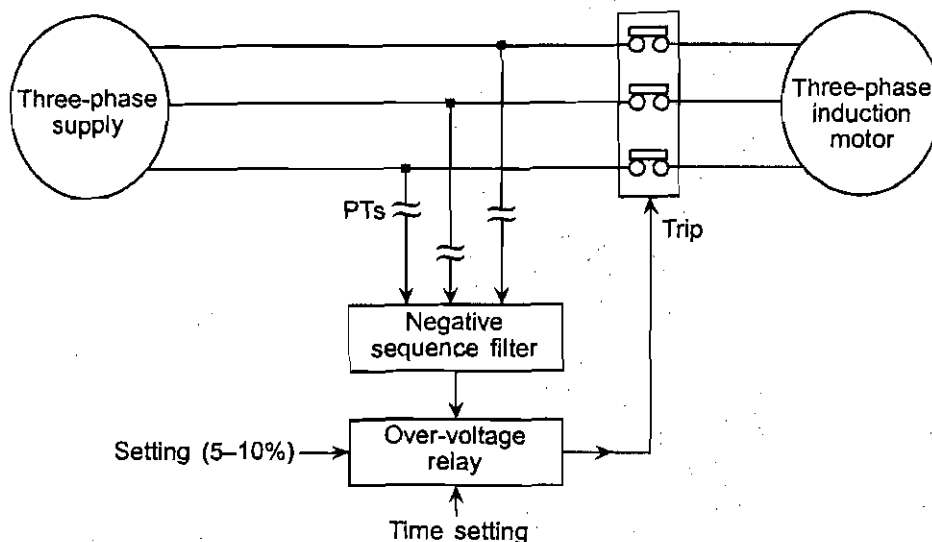 Three-phase
supply
Three-phase
induction
motor
PTs
Trip
Negative
sequence filter
Setting (5–10%)
Over-voltage
relay
Time setting